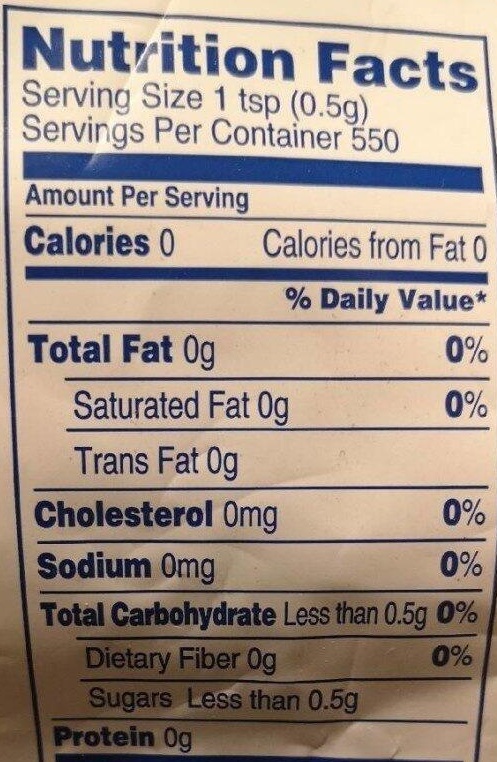 Nutrition Facts
Serving Size 1 tsp (0.5g)
Servings Per Container 550
Amount Per Serving
Calories 0 Calories from Fat 0
% Daily Value*
Total Fat 0g 0%
Saturated Fat 0g 0%
Trans Fat 0g
Cholesterol 0mg 0%
Sodium 0mg 0%
Total Carbohydrate Less than 0.5g 0%
Dietary Fiber 0g 0%
Sugars Less than 0.5g
Protein 0g